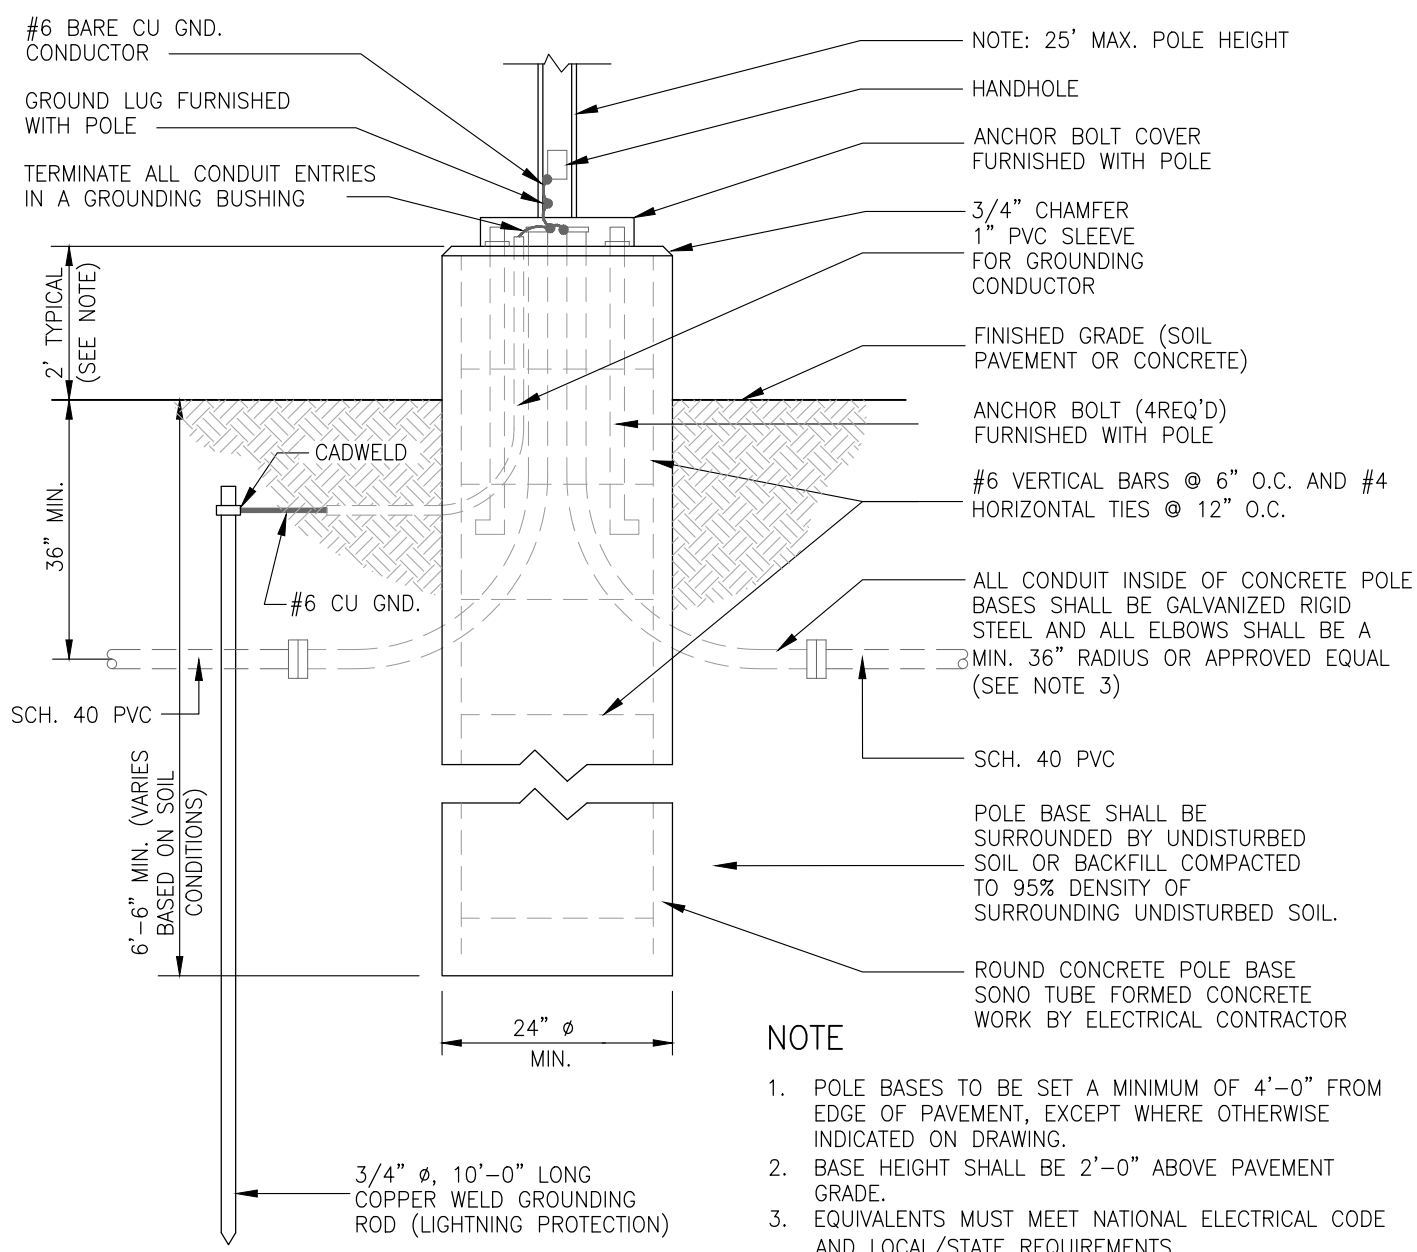 #6 BARE CU GND.
CONDUCTOR
GROUND LUG FURNISHED
WITH POLE
TERMINATE ALL CONDUIT ENTRIES
IN A GROUNDING BUSHING
2' TYPICAL
(SEE NOTE)
36" MIN.
CADWELD
#6 CU GND.
SCH. 40 PVC
6'-6" MIN. (VARIES
BASED ON SOIL
CONDITIONS)
24" ø
MIN.
3/4" ø, 10'-0" LONG
COPPER WELD GROUNDING
ROD (LIGHTNING PROTECTION)
NOTE: 25' MAX. POLE HEIGHT
HANDHOLE
ANCHOR BOLT COVER
FURNISHED WITH POLE
3/4" CHAMFER
1" PVC SLEEVE
FOR GROUNDING
CONDUCTOR
FINISHED GRADE (SOIL
PAVEMENT OR CONCRETE)
ANCHOR BOLT (4REQ'D)
FURNISHED WITH POLE
#6 VERTICAL BARS @ 6" O.C. AND #4
HORIZONTAL TIES @ 12" O.C.
ALL CONDUIT INSIDE OF CONCRETE POLE
BASES SHALL BE GALVANIZED RIGID
STEEL AND ALL ELBOWS SHALL BE A
MIN. 36" RADIUS OR APPROVED EQUAL
(SEE NOTE 3)
SCH. 40 PVC
POLE BASE SHALL BE
SURROUNDED BY UNDISTURBED
SOIL OR BACKFILL COMPACTED
TO 95% DENSITY OF
SURROUNDING UNDISTURBED SOIL.
ROUND CONCRETE POLE BASE
SONO TUBE FORMED CONCRETE
WORK BY ELECTRICAL CONTRACTOR
NOTE
1. POLE BASES TO BE SET A MINIMUM OF 4'-0" FROM
EDGE OF PAVEMENT, EXCEPT WHERE OTHERWISE
INDICATED ON DRAWING.
2. BASE HEIGHT SHALL BE 2'-0" ABOVE PAVEMENT
GRADE.
3. EQUIVALENTS MUST MEET NATIONAL ELECTRICAL CODE
AND LOCAL/STATE REQUIREMENTS